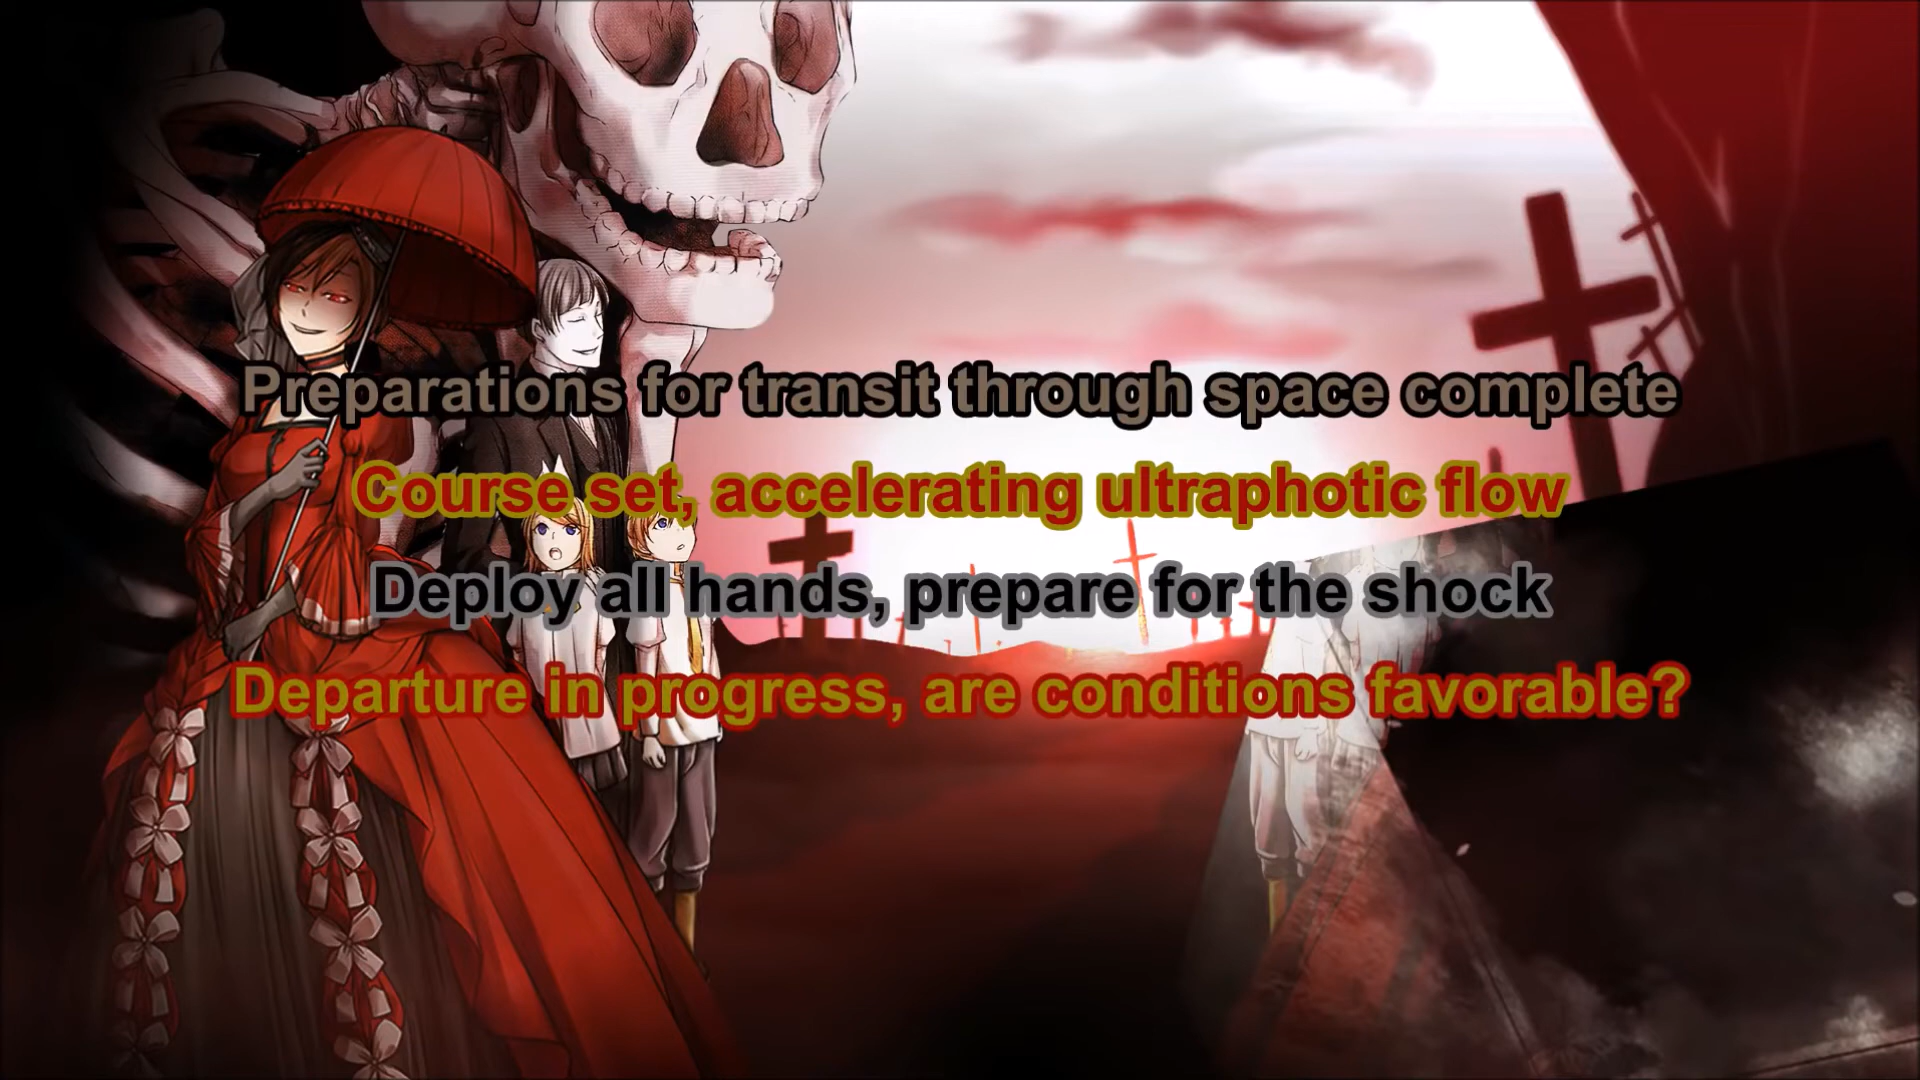 Preparations for transit through space complete
Course set, accelerating ultraphotic flow
Deploy all hands, prepare for the shock
Departure in progress, are conditions favorable?